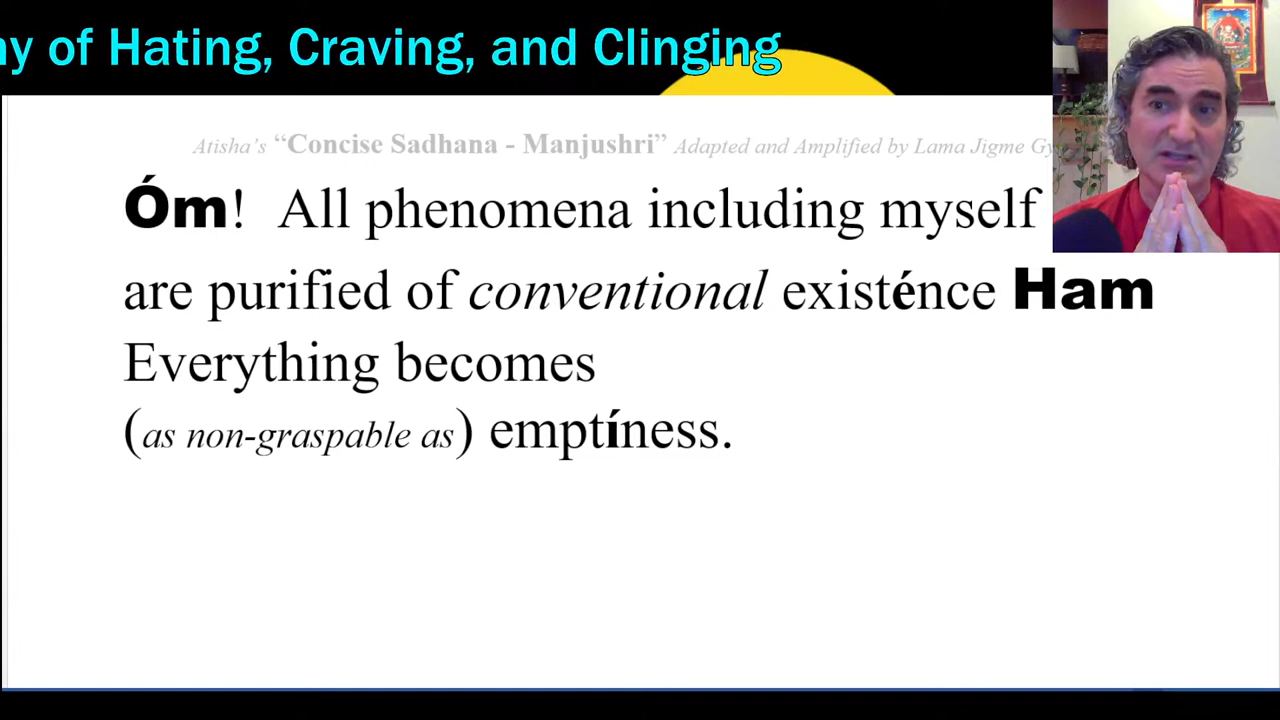 of Hating, Craving, and Clinging
Atisha's “Concise Sadhana - Manjushri” Adapted and Amplified by Lama Jigme
Óm! All phenomena including myself
are purified of conventional existénce Ham
Everything becomes
(as non-graspable as) emptíness.